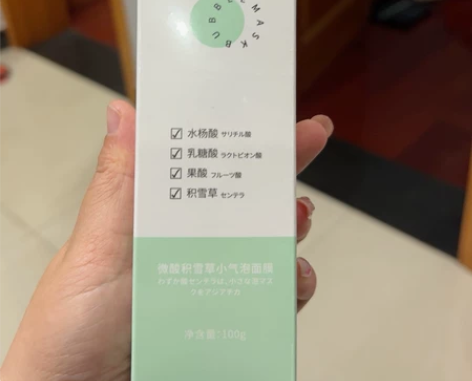 BUBBLE MASK
☑ 水杨酸 サリチル酸
☑ 乳糖酸 ラクトビオン酸
☑ 果酸 フルーツ酸
☑ 积雪草 センテラ
微酸积雪草小气泡面膜
净含量:100g